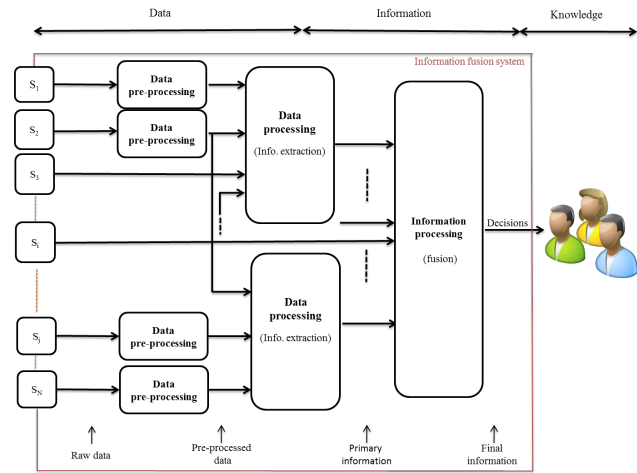 Data
Information
Knowledge
Information fusion system
S1
Data
pre-processing
S2
Data
pre-processing
Data
processing
(Info. extraction)
S3
Si
Information
processing
(fusion)
Decisions
Data
processing
(Info. extraction)
Sj
Data
pre-processing
SN
Data
pre-processing
Raw data
Pre-processed
data
Primary
information
Final
information